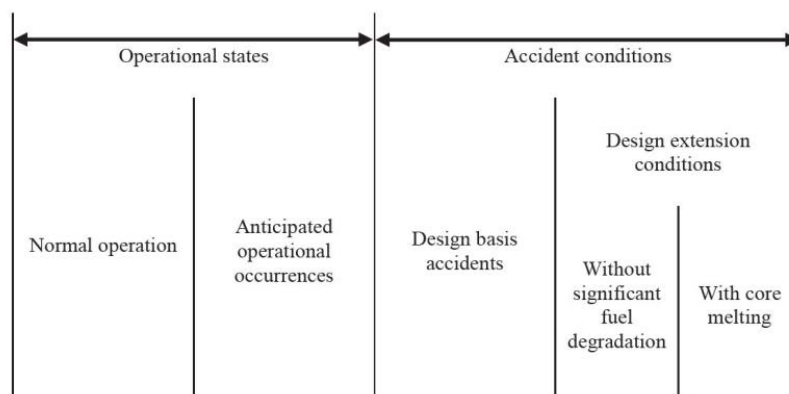 Operational states
Accident conditions
Normal operation
Anticipated
operational
occurrences
Design basis
accidents
Design extension
conditions
Without
significant
fuel
degradation
With core
melting